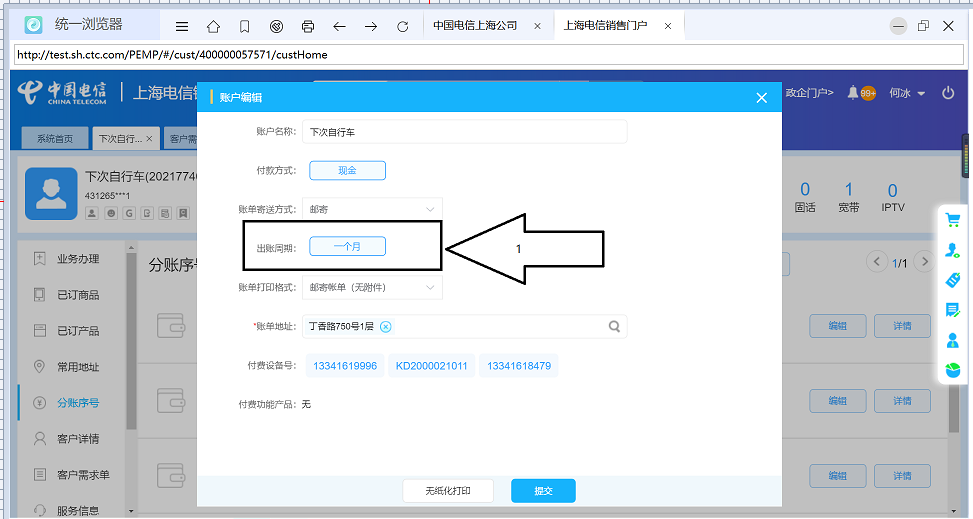 统一浏览器
中国电信上海公司 ×
上海电信销售门户 ×
http://test.sh.ctc.com/PEMP/#/cust/400000057571/custHome
中国电信
CHINA TELECOM
上海电信
政企门户>
99+
何冰
系统首页
下次自行... ×
客户需
账户编辑
下次自行车(2021774
431265***1
0
固话
1
宽带
0
IPTV
账户名称: 下次自行车
付款方式: 现金
账单寄送方式: 邮寄
出账周期: 一个月
1
账单打印格式: 邮寄帐单（无附件）
*账单地址: 丁香路750号1层
付费设备号: 13341619996 KD2000021011 13341618479
付费功能产品: 无
无纸化打印
提交
业务办理
已订商品
已订产品
常用地址
分账序号
客户详情
客户需求单
服务信息
分账序号
1/1
编辑 详情
编辑 详情
编辑 详情